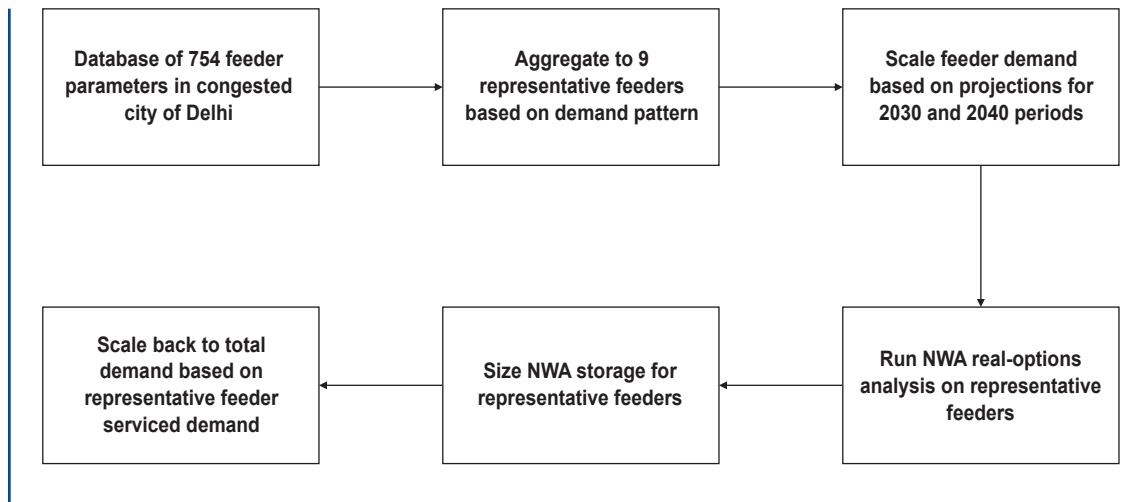 Database of 754 feeder
parameters in congested
city of Delhi
Aggregate to 9
representative feeders
based on demand pattern
Scale feeder demand
based on projections for
2030 and 2040 periods
Run NWA real-options
analysis on representative
feeders
Size NWA storage for
representative feeders
Scale back to total
demand based on
representative feeder
serviced demand